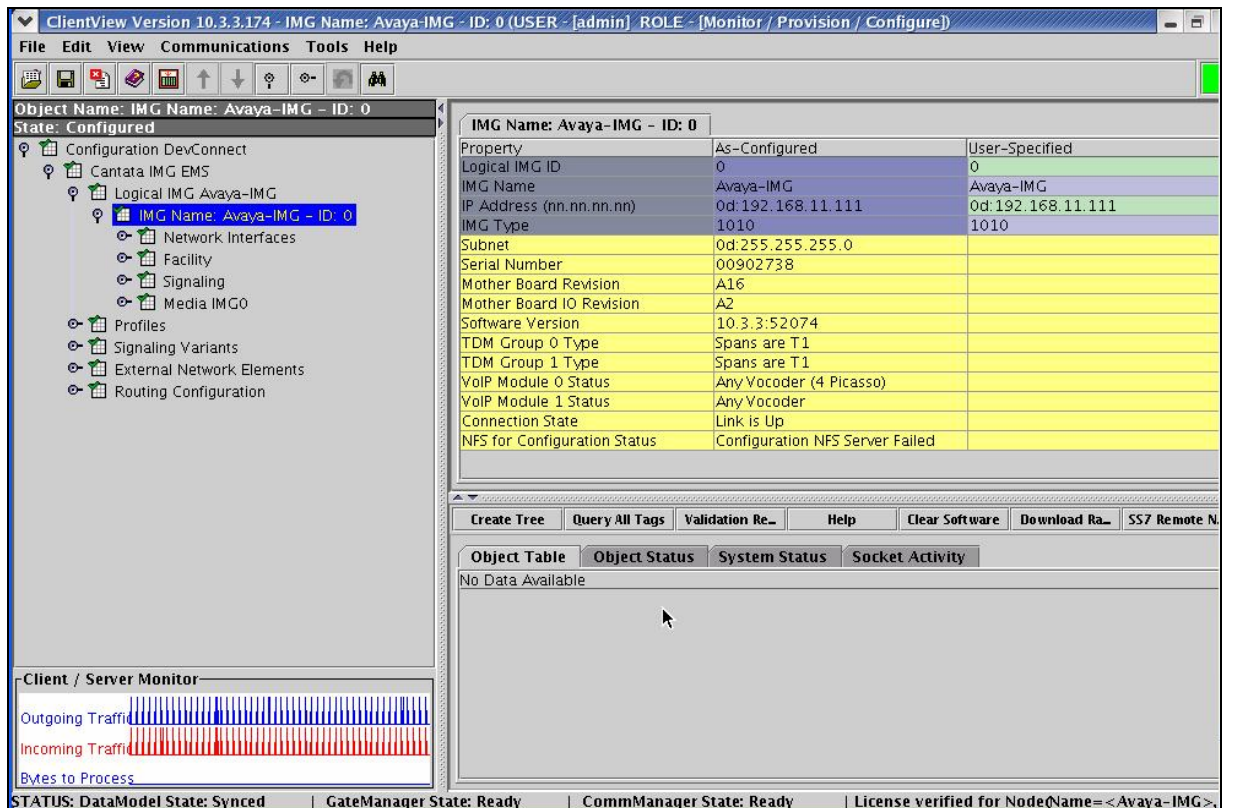 ClientView Version 10.3.3.174 - IMG Name: Avaya-IMG - ID: 0 (USER - [admin] ROLE - [Monitor / Provision / Configure])
File Edit View Communications Tools Help
Object Name: IMG Name: Avaya-IMG - ID: 0
State: Configured
Configuration DevConnect
Cantata IMG EMS
Logical IMG Avaya-IMG
IMG Name: Avaya-IMG - ID: 0
Network Interfaces
Facility
Signaling
Media IMG0
Profiles
Signaling Variants
External Network Elements
Routing Configuration
IMG Name: Avaya-IMG - ID: 0
Property As-Configured User-Specified
Logical IMG ID 0 0
IMG Name Avaya-IMG Avaya-IMG
IP Address (nn.nn.nn.nn) 0d:192.168.11.111 0d:192.168.11.111
IMG Type 1010 1010
Subnet 0d:255.255.255.0
Serial Number 00902738
Mother Board Revision A16
Mother Board IO Revision A2
Software Version 10.3.3:52074
TDM Group 0 Type Spans are T1
TDM Group 1 Type Spans are T1
VoIP Module 0 Status Any Vocoder (4 Picasso)
VoIP Module 1 Status Any Vocoder
Connection State Link is Up
NFS for Configuration Status Configuration NFS Server Failed
Create Tree Query All Tags Validation Re... Help Clear Software Download Ra... SS7 Remote N.
Object Table Object Status System Status Socket Activity
No Data Available
Client / Server Monitor
Outgoing Traffic
Incoming Traffic
Bytes to Process
STATUS: DataModel State: Synced | GateManager State: Ready | CommManager State: Ready | License verified for Node(Name=<Avaya-IMG>,